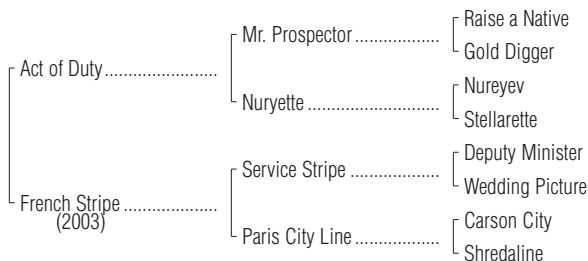 Raise a Native
Mr. Prospector ....................
Gold Digger
Act of Duty ...........................
Nureyev
Nuryette ................................
Stellarette
Deputy Minister
Service Stripe .....................
Wedding Picture
French Stripe ......................
(2003)
Carson City
Paris City Line ...................
Shredaline